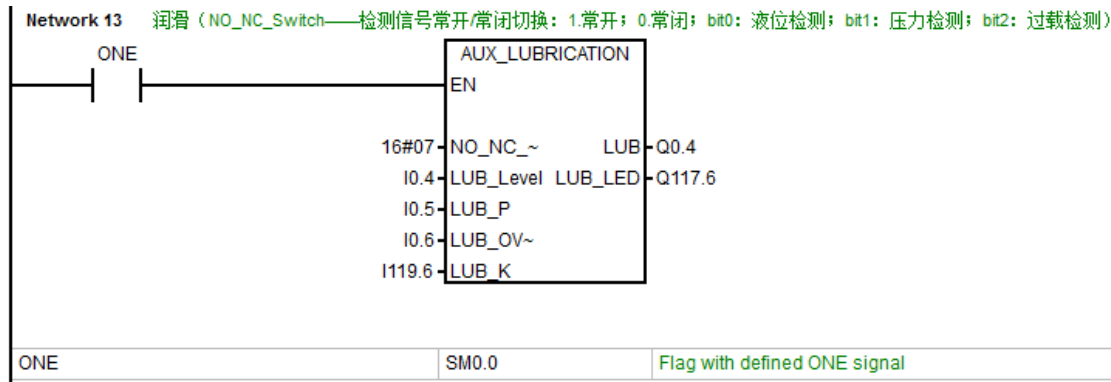 Network 13 润滑（NO_NC_Switch——检测信号常开/常闭切换：1.常开；0.常闭；bit0：液位检测；bit1：压力检测；bit2：过载检测）
ONE
AUX_LUBRICATION
EN
16#07 NO_NC_~ LUB Q0.4
I0.4 LUB_Level LUB_LED Q117.6
I0.5 LUB_P
I0.6 LUB_OV~
I119.6 LUB_K
ONE SM0.0 Flag with defined ONE signal